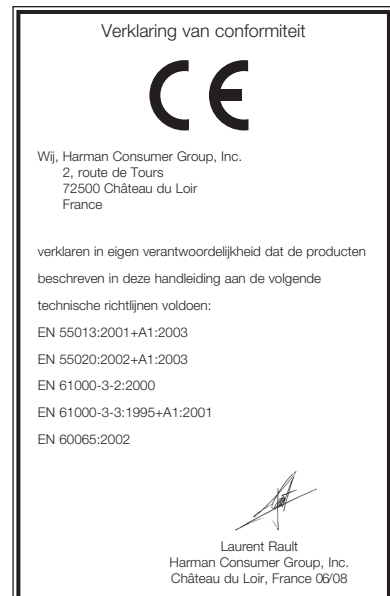 Verklaring van conformiteit
CE
Wij, Harman Consumer Group, Inc.
2, route de Tours
72500 Château du Loir
France
verklaren in eigen verantwoordelijkheid dat de producten
beschreven in deze handleiding aan de volgende
technische richtlijnen voldoen:
EN 55013:2001+A1:2003
EN 55020:2002+A1:2003
EN 61000-3-2:2000
EN 61000-3-3:1995+A1:2001
EN 60065:2002
Laurent Rault
Harman Consumer Group, Inc.
Château du Loir, France 06/08